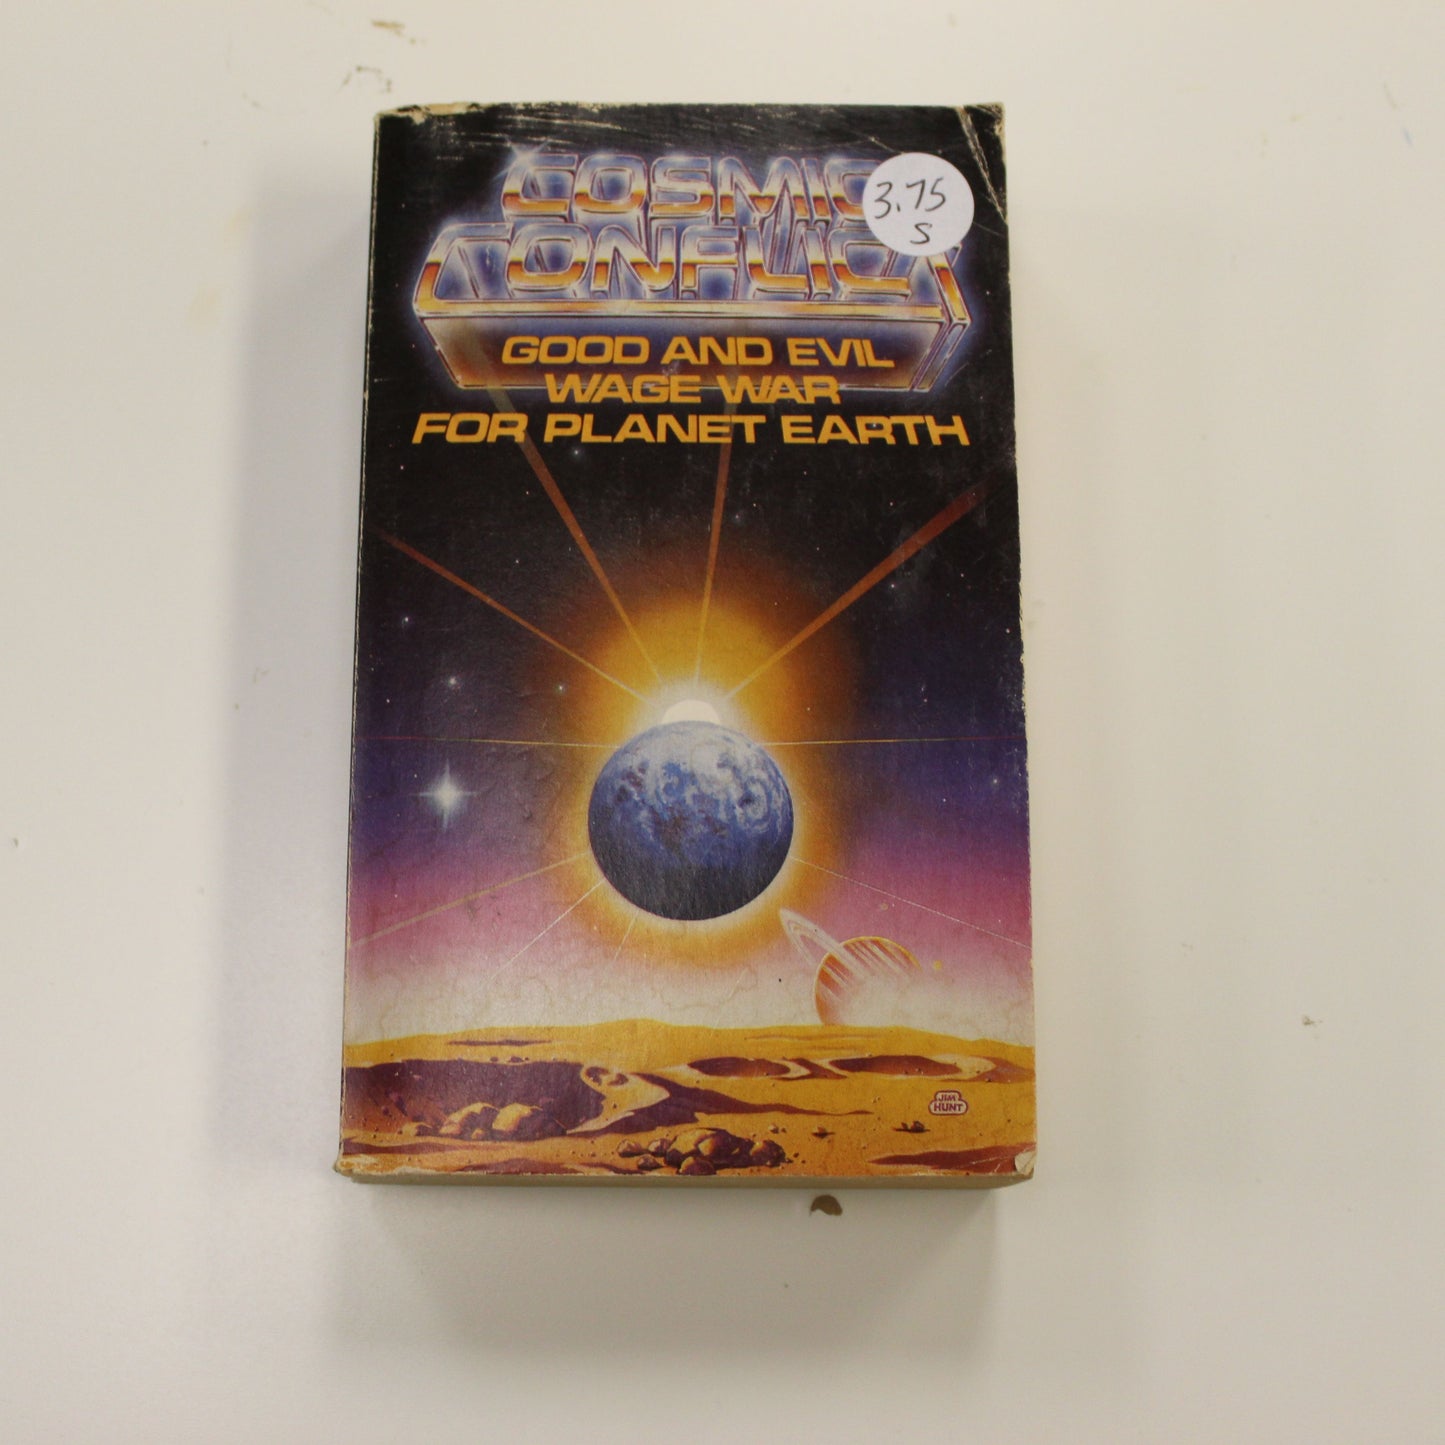 COSMIC
CONFLICT
3.75
S
GOOD AND EVIL
WAGE WAR
FOR PLANET EARTH
JIM
HUNT